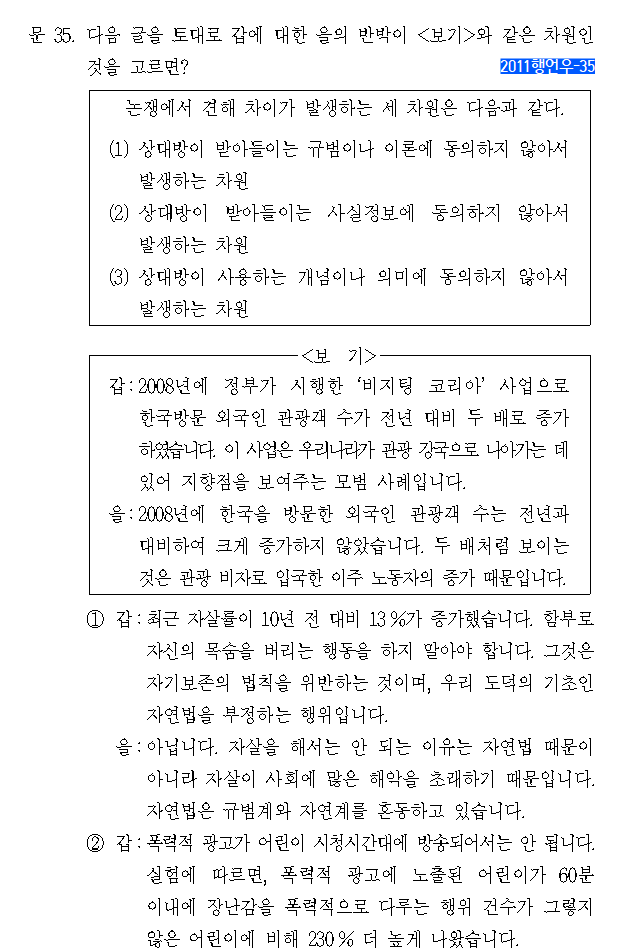 문 35. 다음 글을 토대로 갑에 대한 을의 반박이 <보기>와 같은 차원인
것을 고르면?
2011행언우-35
논쟁에서 견해 차이가 발생하는 세 차원은 다음과 같다.
(1) 상대방이 받아들이는 규범이나 이론에 동의하지 않아서
발생하는 차원
(2) 상대방이 받아들이는 사실정보에 동의하지 않아서
발생하는 차원
(3) 상대방이 사용하는 개념이나 의미에 동의하지 않아서
발생하는 차원
<보 기>
갑:2008년에 정부가 시행한 ‘비지팅 코리아’ 사업으로
한국방문 외국인 관광객 수가 전년 대비 두 배로 증가
하였습니다. 이 사업은 우리나라가 관광 강국으로 나아가는 데
있어 지향점을 보여주는 모범 사례입니다.
을:2008년에 한국을 방문한 외국인 관광객 수는 전년과
대비하여 크게 증가하지 않았습니다. 두 배처럼 보이는
것은 관광 비자로 입국한 이주 노동자의 증가 때문입니다.
① 갑:최근 자살률이 10년 전 대비 13%가 증가했습니다. 함부로
자신의 목숨을 버리는 행동을 하지 말아야 합니다. 그것은
자기보존의 법칙을 위반하는 것이며, 우리 도덕의 기초인
자연법을 부정하는 행위입니다.
을:아닙니다. 자살을 해서는 안 되는 이유는 자연법 때문이
아니라 자살이 사회에 많은 해악을 초래하기 때문입니다.
자연법은 규범계와 자연계를 혼동하고 있습니다.
② 갑:폭력적 광고가 어린이 시청시간대에 방송되어서는 안 됩니다.
실험에 따르면, 폭력적 광고에 노출된 어린이가 60분
이내에 장난감을 폭력적으로 다루는 행위 건수가 그렇지
않은 어린이에 비해 230% 더 높게 나왔습니다.